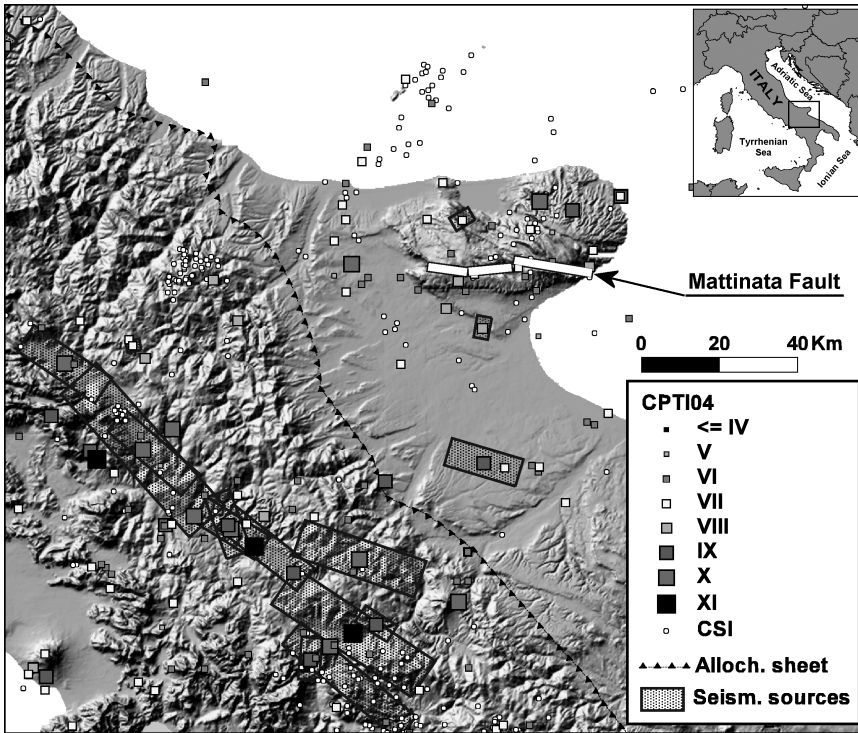 ITALY
Adriatic Sea
Tyrrhenian
Sea
Ionian Sea
Mattinata Fault
0 20 40 Km
CPTI04
<= IV
V
VI
VII
VIII
IX
X
XI
CSI
Alloch. sheet
Seism. sources